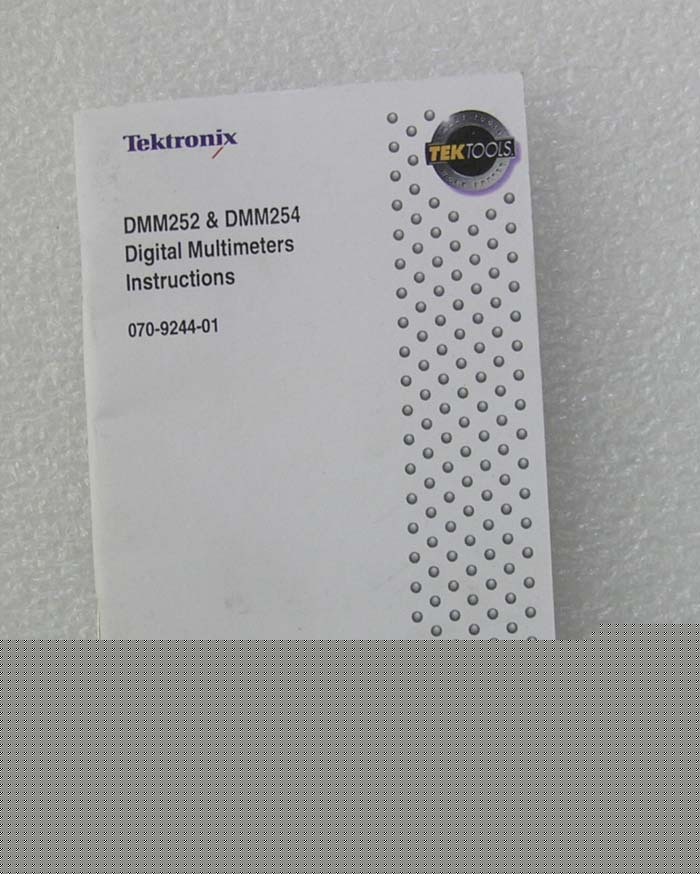 Tektronix
TEKTOOLS.
DMM252 & DMM254
Digital Multimeters
Instructions
070-9244-01